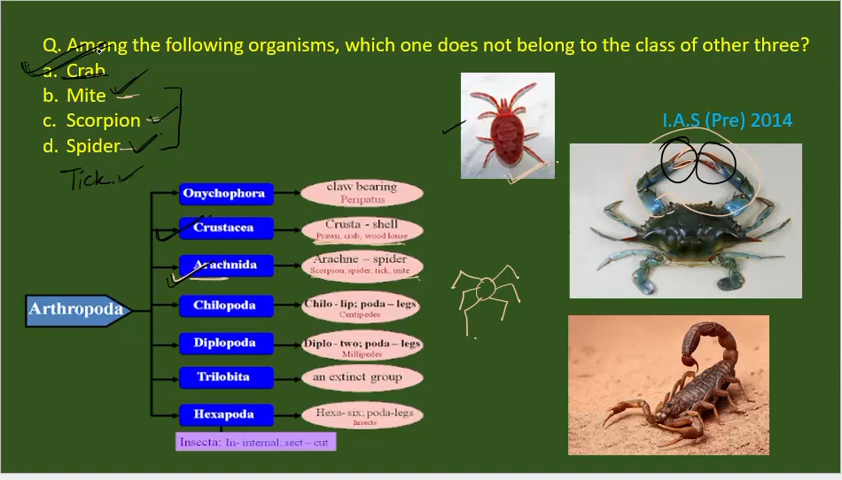 Q. Among the following organisms, which one does not belong to the class of other three?
a. Crab
b. Mite
c. Scorpion
d. Spider
Tick.
I.A.S (Pre) 2014
Arthropoda
Onychophora
claw bearing
Peripatus
Crustacea
Crusta - shell
Prawn, crab, wood louse
Arachnida
Arachne – spider
Scorpion, spider, tick, mite
Chilopoda
Chilo - lip; poda – legs
Centipedes
Diplopoda
Diplo - two; poda – legs
Millipedes
Trilobita
an extinct group
Hexapoda
Hexa- six; poda-legs
Insects
Insecta: In- internal; sect – cut